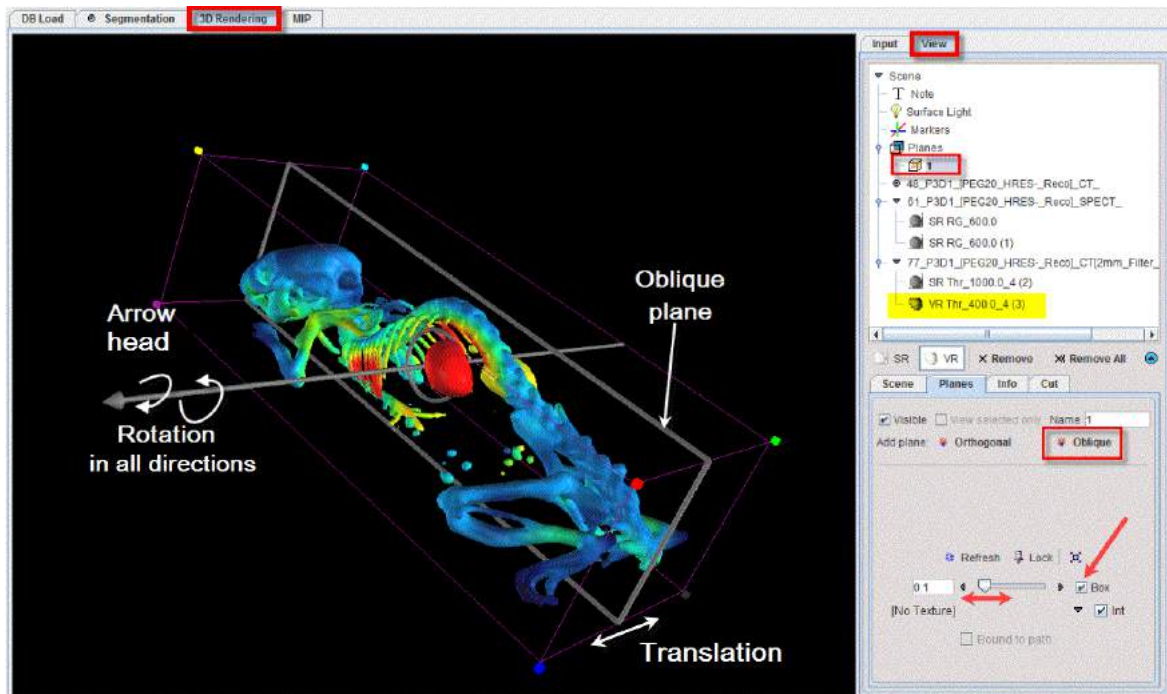 DB Load
Segmentation
3D Rendering
MIP
Input
View
Scene
Note
Surface Light
Markers
Planes
1
48_P3D1_[PEG20_HRES-_Reco]_CT_
61_P3D1_[PEG20_HRES-_Reco]_SPECT_
SR RG_600.0
SR RG_600.0 (1)
77_P3D1_[PEG20_HRES-_Reco]_CT[2mm_Filter_
SR Thr_1000.0_4 (2)
VR Thr_400.0_4 (3)
SR
VR
Remove
Remove All
Scene
Planes
Info
Cut
Visible
View selected only
Name
1
Add plane
Orthogonal
Oblique
Refresh
Lock
0.1
Box
[No Texture]
Int
Bound to path
Arrow
head
Rotation
in all directions
Oblique
plane
Translation